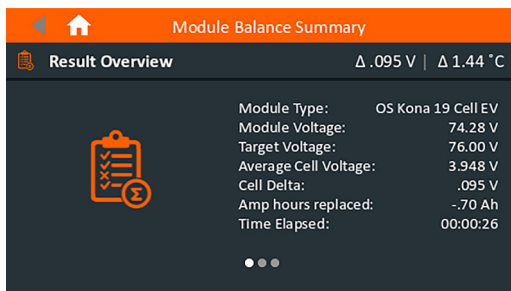 Module Balance Summary
Result Overview Δ .095 V | Δ 1.44 °C
Module Type: OS Kona 19 Cell EV
Module Voltage: 74.28 V
Target Voltage: 76.00 V
Average Cell Voltage: 3.948 V
Cell Delta: .095 V
Amp hours replaced: -.70 Ah
Time Elapsed: 00:00:26